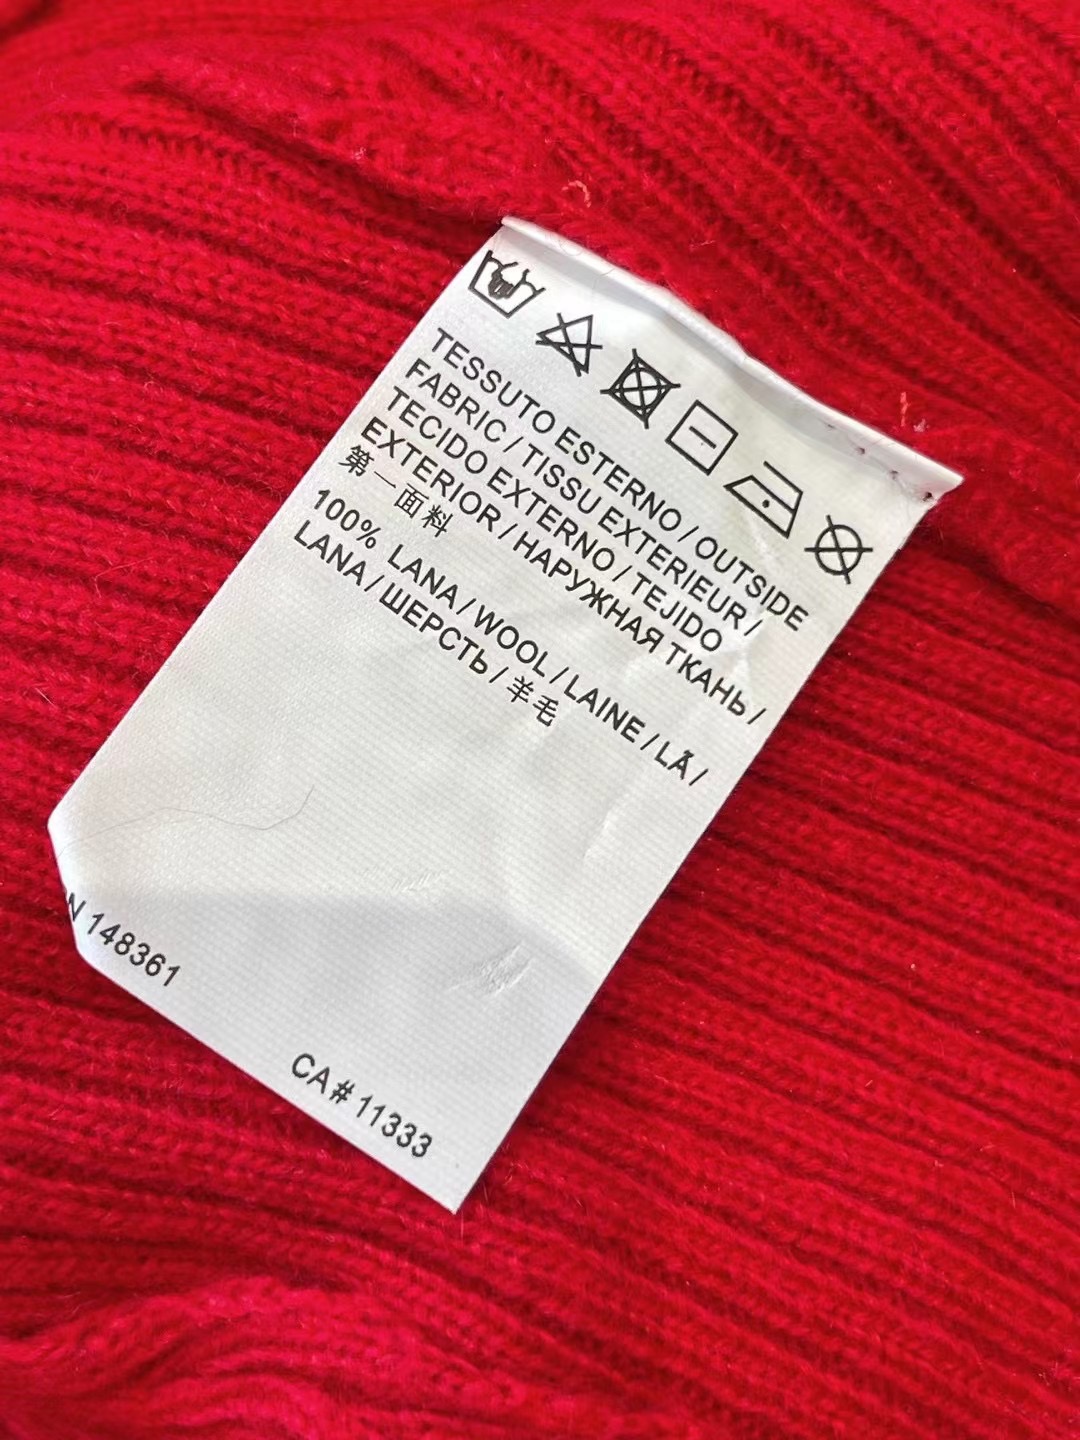 TESSUTO ESTERNO / OUTSIDE
FABRIC / TISSU EXTERIEUR /
TECIDO EXTERNO / TEJIDO
EXTERIOR / НАРУЖНАЯ ТКАНЬ /
第一面料
100% LANA / WOOL / LAINE / LÃ /
LANA / ШЕРСТЬ / 羊毛
N 148361
CA# 11333